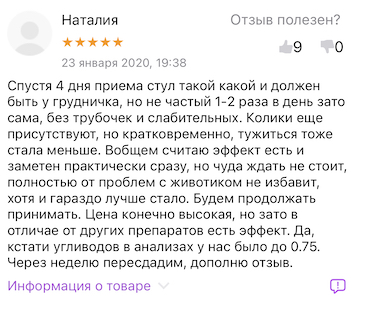 Наталия
Отзыв полезен?
9
0
23 января 2020, 19:38
Спустя 4 дня приема стул такой какой и должен
быть у грудничка, но не частый 1-2 раза в день зато
сама, без трубочек и слабительных. Колики еще
присутствуют, но кратковременно, тужиться тоже
стала меньше. Вобщем считаю эффект есть и
заметен практически сразу, но чуда ждать не стоит,
полностью от проблем с животиком не избавит,
хотя и гараздо лучше стало. Будем продолжать
принимать. Цена конечно высокая, но зато в
отличае от других препаратов есть эффект. Да,
кстати угливодов в анализах у нас было до 0.75.
Через неделю пересдадим, дополню отзыв.
Информация о товаре